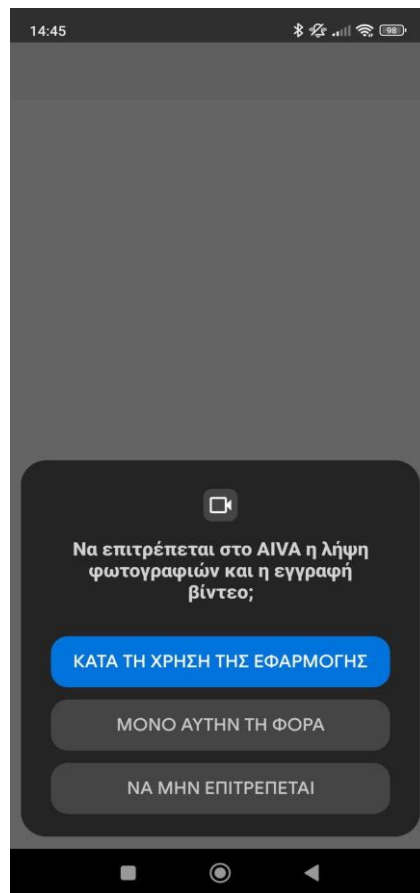 14:45
98
Να επιτρέπεται στο AIVA η λήψη
φωτογραφιών και η εγγραφή
βίντεο;
ΚΑΤΑ ΤΗ ΧΡΗΣΗ ΤΗΣ ΕΦΑΡΜΟΓΗΣ
ΜΟΝΟ ΑΥΤΗΝ ΤΗ ΦΟΡΑ
ΝΑ ΜΗΝ ΕΠΙΤΡΕΠΕΤΑΙ